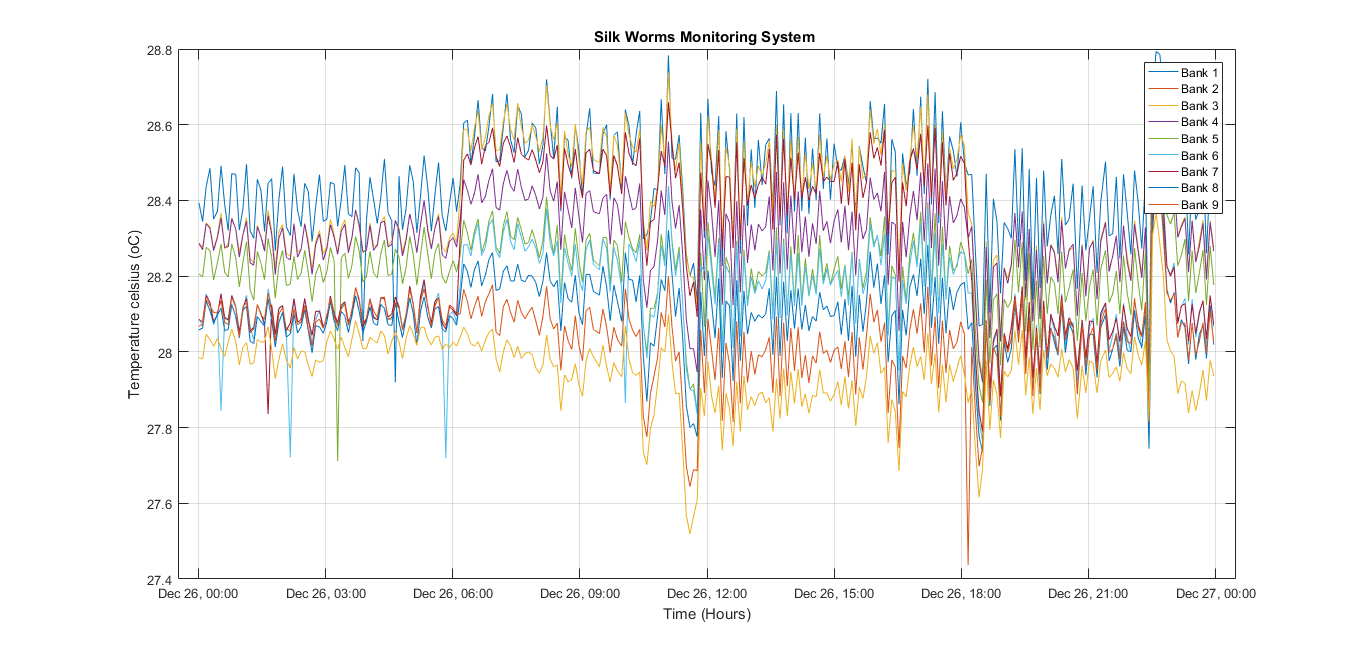 Silk Worms Monitoring System
28.8
28.6
28.4
28.2
28
27.8
27.6
27.4
Temperature celsius (oC)
Bank 1
Bank 2
Bank 3
Bank 4
Bank 5
Bank 6
Bank 7
Bank 8
Bank 9
Dec 26, 00:00
Dec 26, 03:00
Dec 26, 06:00
Dec 26, 09:00
Dec 26, 12:00
Dec 26, 15:00
Dec 26, 18:00
Dec 26, 21:00
Dec 27, 00:00
Time (Hours)